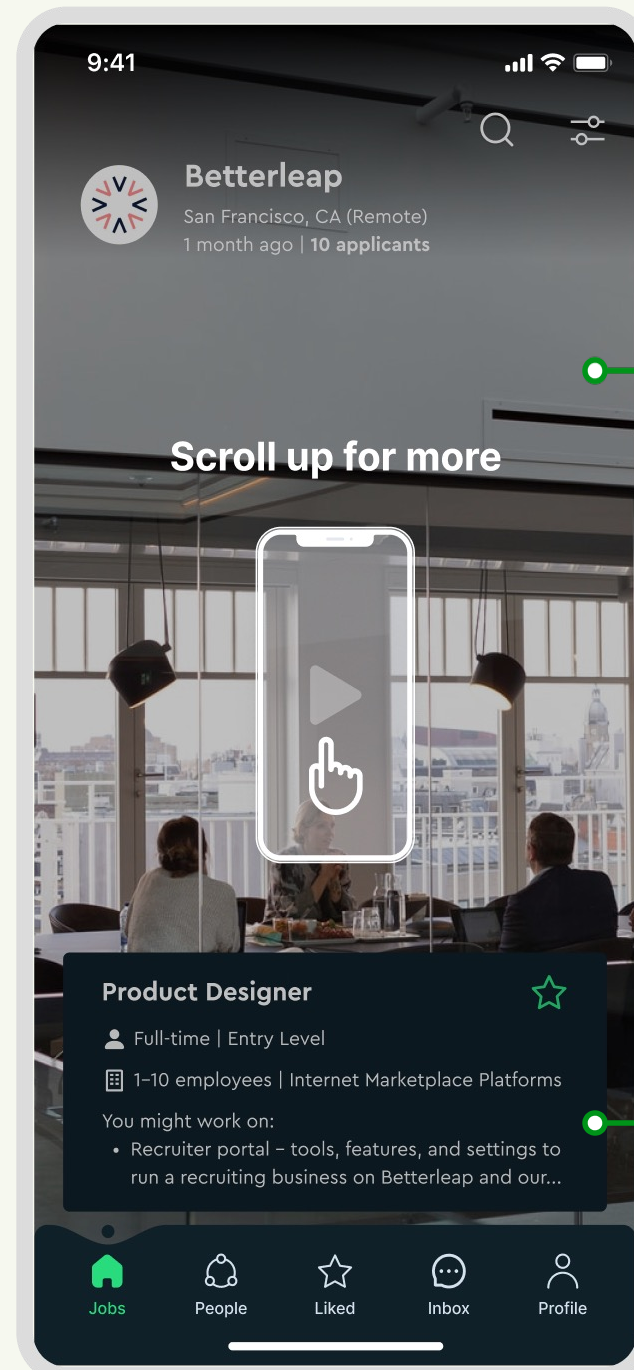 9:41
Betterleap
San Francisco, CA (Remote)
1 month ago | 10 applicants
Scroll up for more
Product Designer
Full-time | Entry Level
1-10 employees | Internet Marketplace Platforms
You might work on:
• Recruiter portal - tools, features, and settings to
run a recruiting business on Betterleap and our...
Jobs
People
Liked
Inbox
Profile